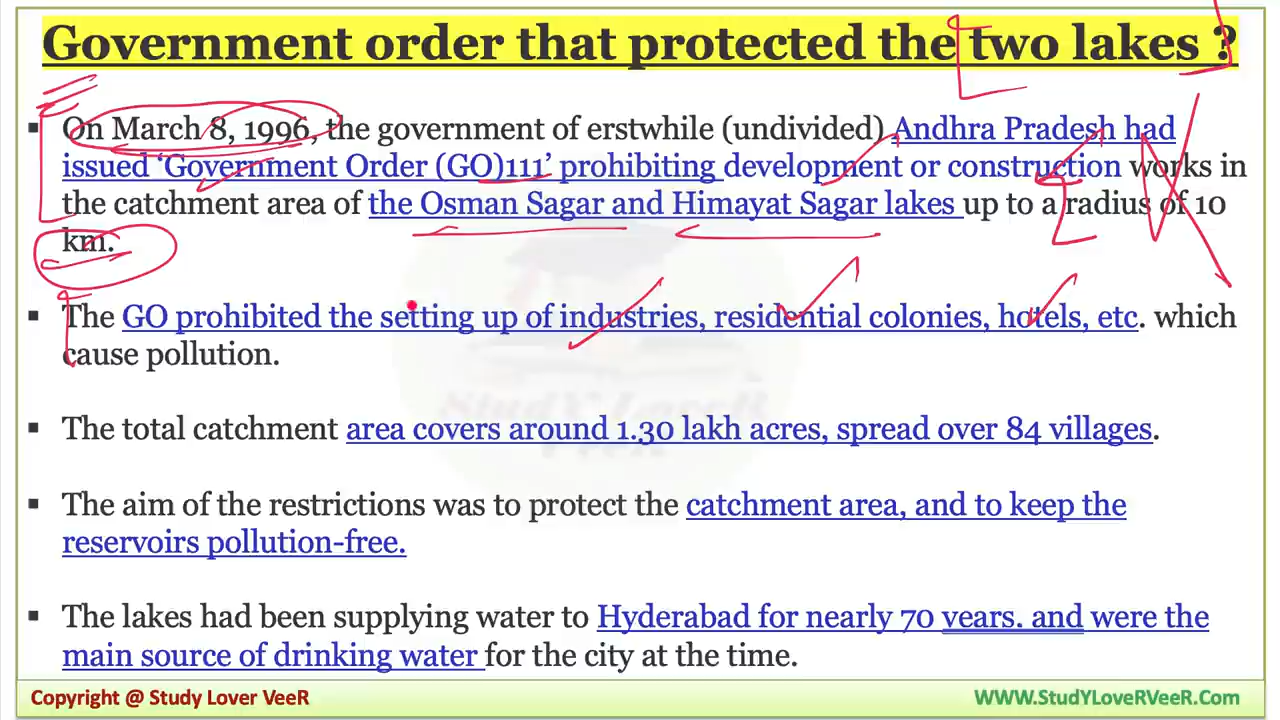 Government order that protected the two lakes ?
▪ On March 8, 1996, the government of erstwhile (undivided) Andhra Pradesh had
issued ‘Government Order (GO)111’ prohibiting development or construction works in
the catchment area of the Osman Sagar and Himayat Sagar lakes up to a radius of 10
km.
▪ The GO prohibited the setting up of industries, residential colonies, hotels, etc. which
cause pollution.
▪ The total catchment area covers around 1.30 lakh acres, spread over 84 villages.
▪ The aim of the restrictions was to protect the catchment area, and to keep the
reservoirs pollution-free.
▪ The lakes had been supplying water to Hyderabad for nearly 70 years. and were the
main source of drinking water for the city at the time.
StudY LoveR
VeeR
Copyright @ Study Lover VeeR
WWW.StudYLoveRVeeR.Com